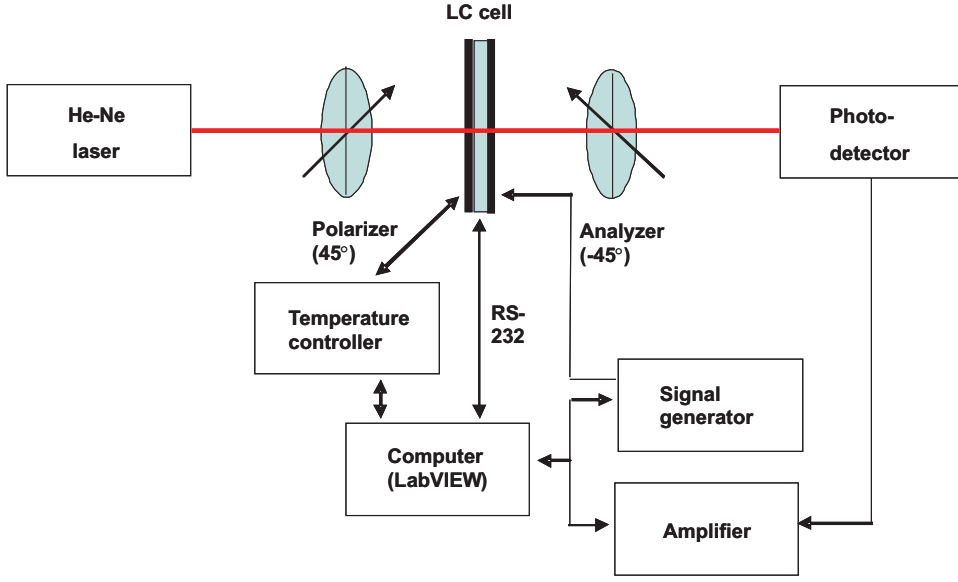 LC cell
He-Ne
laser
Photo-
detector
Polarizer
(45°)
Analyzer
(-45°)
Temperature
controller
RS-
232
Signal
generator
Computer
(LabVIEW)
Amplifier